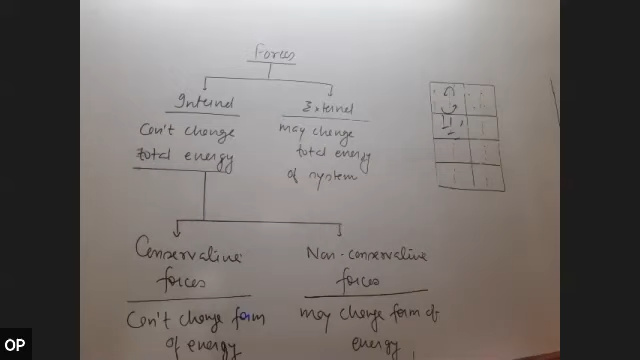 Forces
Internal
External
Can't change
total energy
may change
total energy
of system
Conservative
forces
Non-conservative
forces
Can't change form
of energy
may change form of
energy
OP